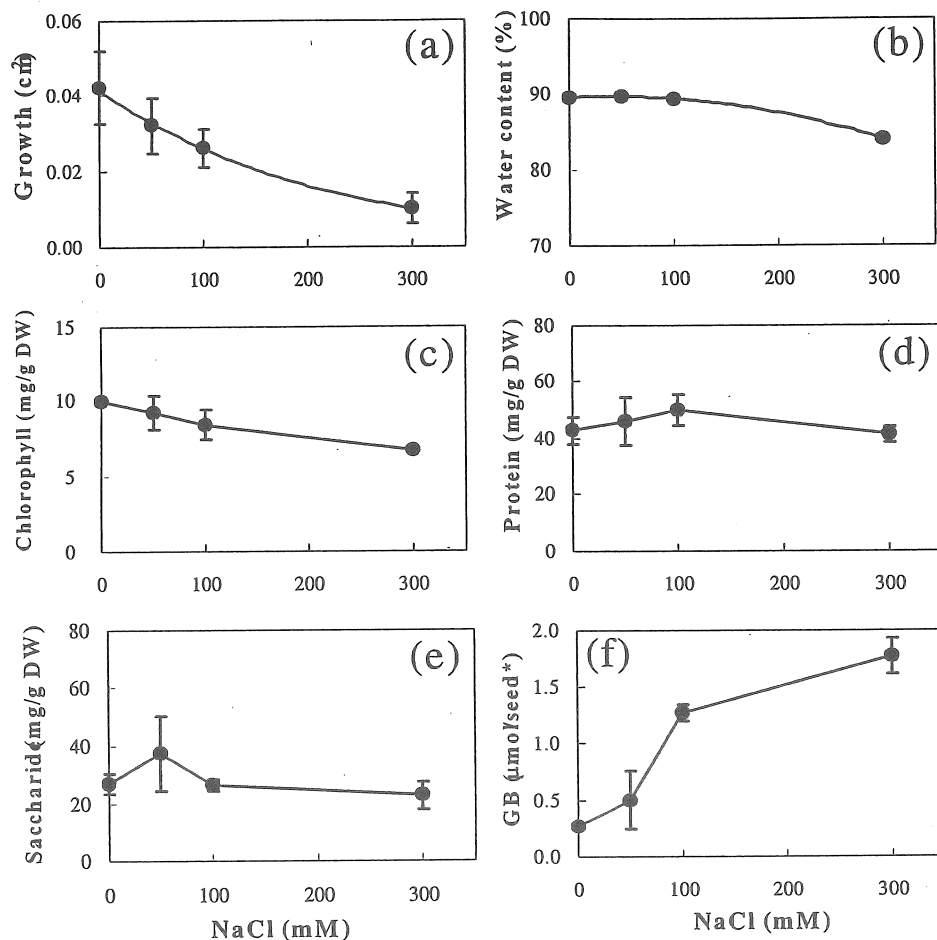 (a)
Growth (cm²)
0.06
0.04
0.02
0.00
0 100 200 300
(b)
Water content (%)
100
90
80
70
0 100 200 300
(c)
Chlorophyll (mg/g DW)
15
10
5
0
0 100 200 300
(d)
Protein (mg/g DW)
80
60
40
20
0
0 100 200 300
(e)
Saccharide (mg/g DW)
80
60
40
20
0
0 100 200 300
NaCl (mM)
(f)
GB (μmol/seed*)
2.0
1.5
1.0
0.5
0.0
0 100 200 300
NaCl (mM)